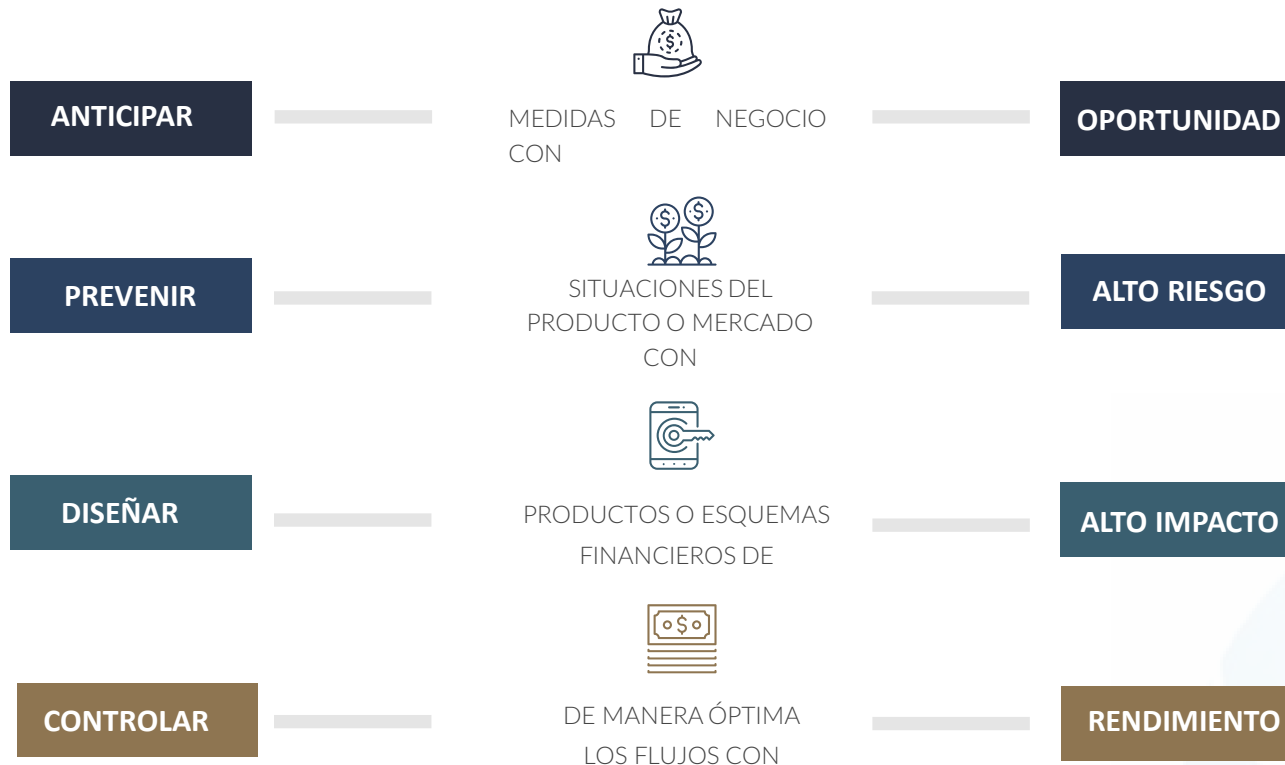 ANTICIPAR
MEDIDAS DE NEGOCIO
CON
OPORTUNIDAD
PREVENIR
SITUACIONES DEL
PRODUCTO O MERCADO
CON
ALTO RIESGO
DISEÑAR
PRODUCTOS O ESQUEMAS
FINANCIEROS DE
ALTO IMPACTO
CONTROLAR
DE MANERA ÓPTIMA
LOS FLUJOS CON
RENDIMIENTO